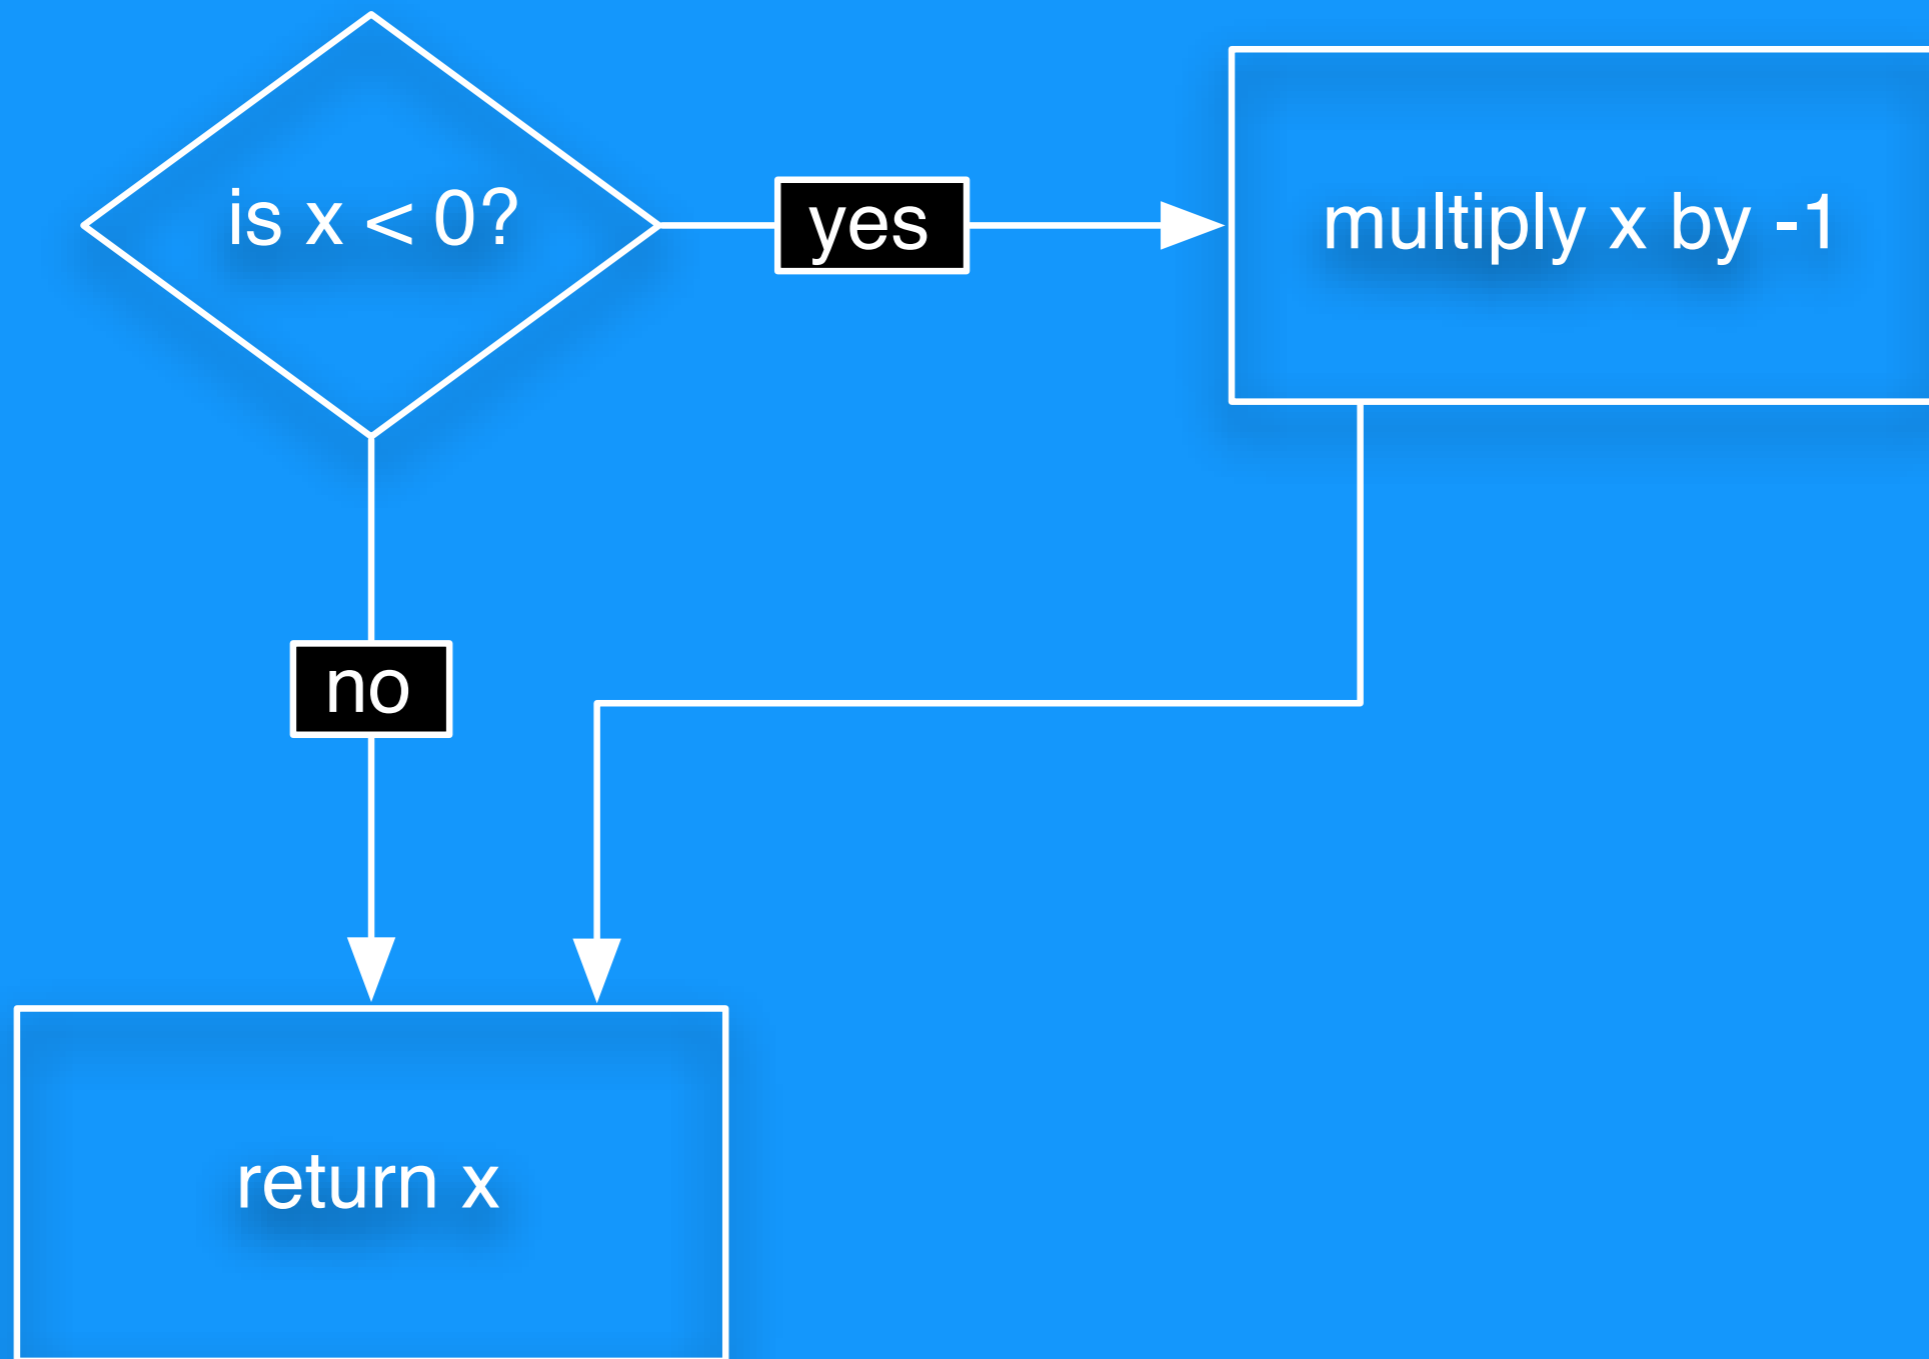 is x < 0?
yes
multiply x by -1
no
return x